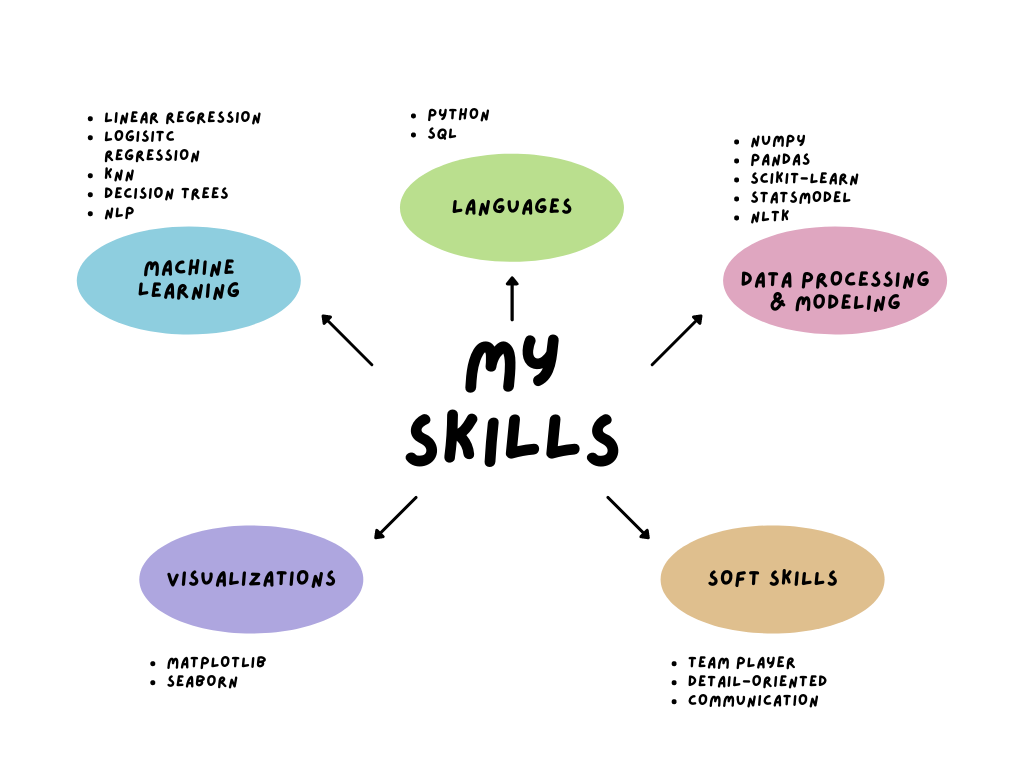 • LINEAR REGRESSION
• LOGISITC
REGRESSION
• KNN
• DECISION TREES
• NLP
MACHINE
LEARNING
• PYTHON
• SQL
LANGUAGES
• NUMPY
• PANDAS
• SCIKIT-LEARN
• STATSMODEL
• NLTK
DATA PROCESSING
& MODELING
MY
SKILLS
VISUALIZATIONS
• MATPLOTLIB
• SEABORN
SOFT SKILLS
• TEAM PLAYER
• DETAIL-ORIENTED
• COMMUNICATION